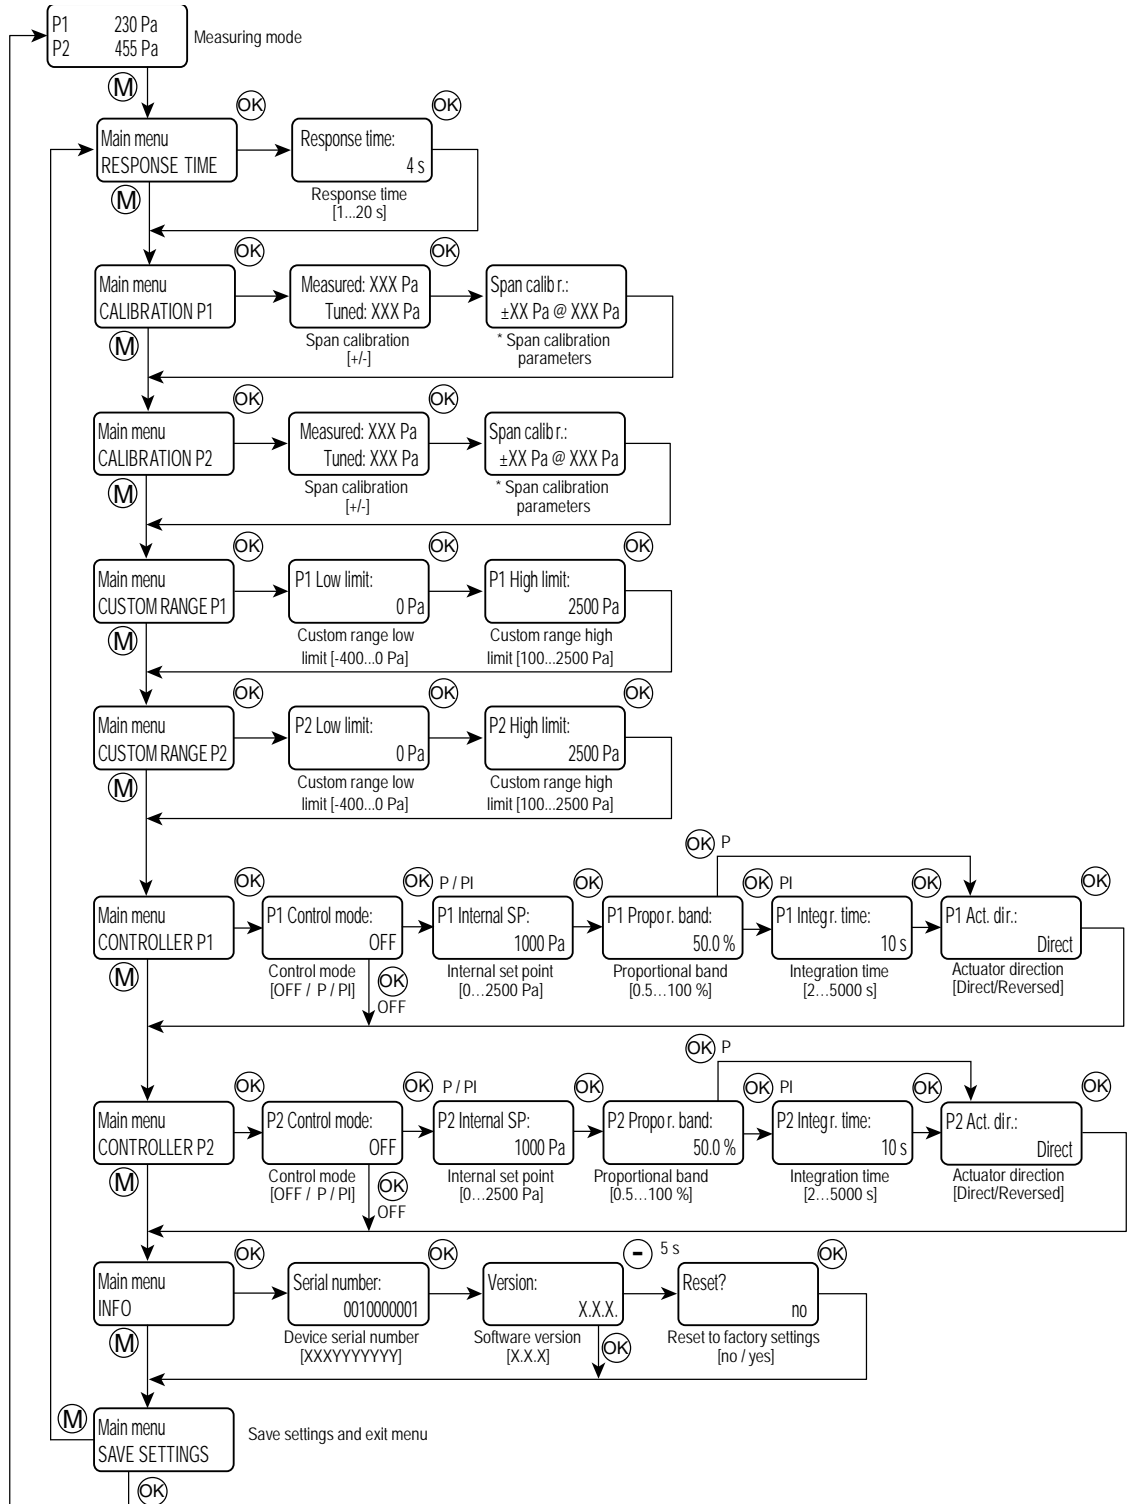 P1 230 Pa
P2 455 Pa
Measuring mode
M
OK
OK
Main menu
RESPONSE TIME
Response time:
4 s
M
Response time
[1...20 s]
OK
OK
Main menu
CALIBRATION P1
Measured: XXX Pa
Tuned: XXX Pa
Span calib r.:
±XX Pa @ XXX Pa
M
Span calibration
[+/-]
* Span calibration
parameters
OK
OK
Main menu
CALIBRATION P2
Measured: XXX Pa
Tuned: XXX Pa
Span calib r.:
±XX Pa @ XXX Pa
M
Span calibration
[+/-]
* Span calibration
parameters
OK
OK
OK
Main menu
CUSTOM RANGE P1
P1 Low limit:
0 Pa
P1 High limit:
2500 Pa
M
Custom range low
limit [-400...0 Pa]
Custom range high
limit [100...2500 Pa]
OK
OK
OK
Main menu
CUSTOM RANGE P2
P2 Low limit:
0 Pa
P2 High limit:
2500 Pa
M
Custom range low
limit [-400...0 Pa]
Custom range high
limit [100...2500 Pa]
OK P
OK
OK P / PI
OK
OK PI
OK
OK
Main menu
CONTROLLER P1
P1 Control mode:
OFF
P1 Internal SP:
1000 Pa
P1 Propo r. band:
50.0 %
P1 Integ r. time:
10 s
P1 Act. dir.:
Direct
M
Control mode
[OFF / P / PI]
OK
OFF
Internal set point
[0...2500 Pa]
Proportional band
[0.5...100 %]
Integration time
[2...5000 s]
Actuator direction
[Direct/Reversed]
OK P
OK
OK P / PI
OK
OK PI
OK
OK
Main menu
CONTROLLER P2
P2 Control mode:
OFF
P2 Internal SP:
1000 Pa
P2 Propo r. band:
50.0 %
P2 Integ r. time:
10 s
P2 Act. dir.:
Direct
M
Control mode
[OFF / P / PI]
OK
OFF
Internal set point
[0...2500 Pa]
Proportional band
[0.5...100 %]
Integration time
[2...5000 s]
Actuator direction
[Direct/Reversed]
OK
OK
- 5 s
OK
Main menu
INFO
Serial number:
0010000001
Version:
X.X.X.
Reset?
no
M
Device serial number
[XXXYYYYYYY]
Software version
[X.X.X]
OK
Reset to factory settings
[no / yes]
M
Main menu
SAVE SETTINGS
Save settings and exit menu
OK